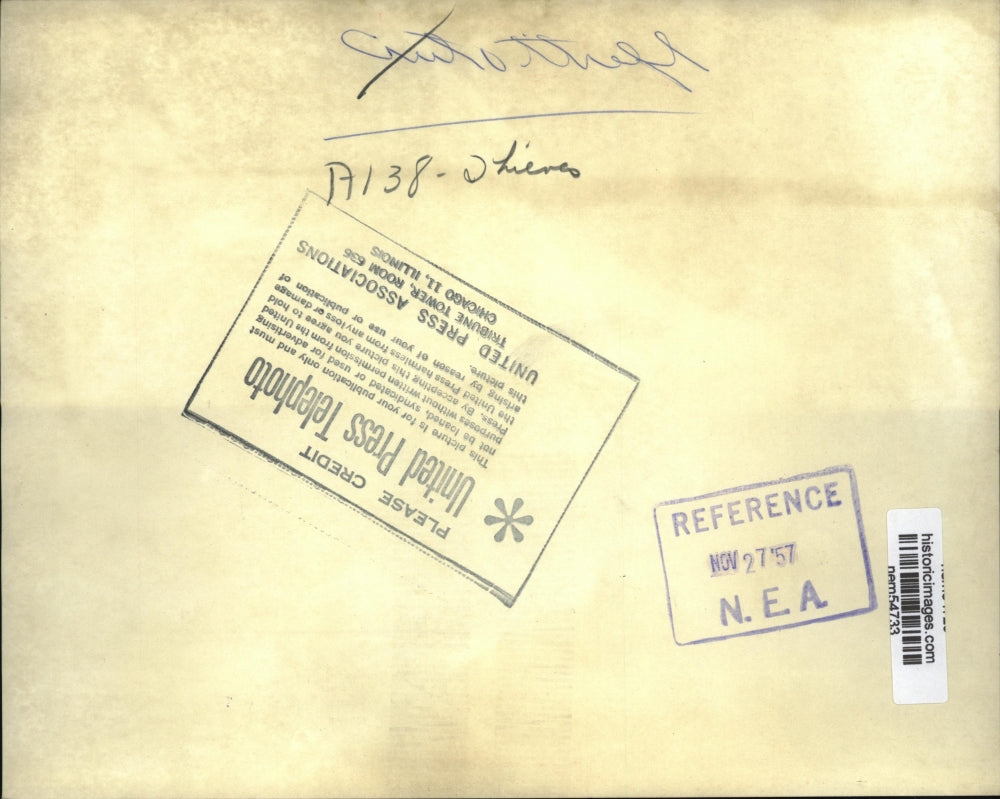 A138 - Thieves
PLEASE CREDIT
United Press Telephoto
This picture is for your publication only and must
not be loaned, syndicated or used for advertising
purposes without written permission from the United
Press. By accepting this picture you agree to hold
the United Press harmless from any loss or damage
arising by reason of your use or publication of
this picture.
UNITED PRESS ASSOCIATIONS
TRIBUNE TOWER, ROOM 636
CHICAGO 11, ILLINOIS
REFERENCE
NOV 27 '57
N.E.A.
historicimages.com
nem54733